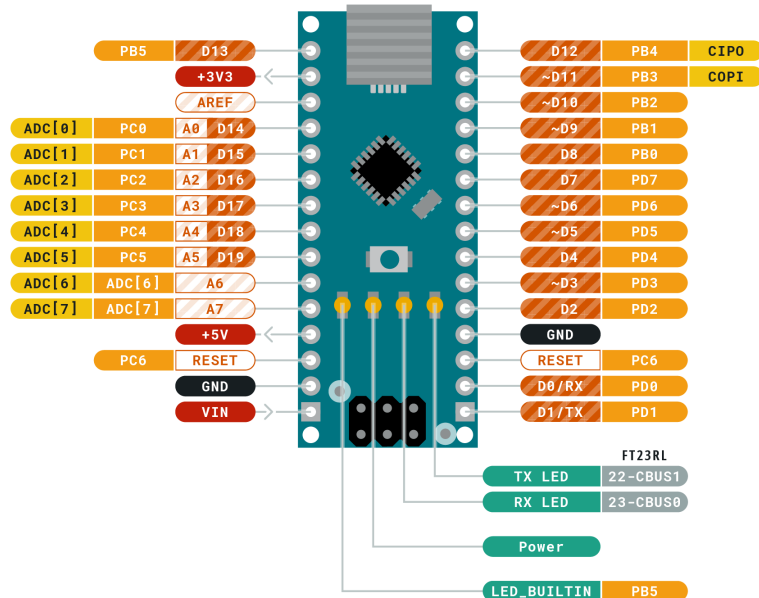 PB5 D13 D12 PB4 CIPO
+3V3 ~D11 PB3 COPI
AREF ~D10 PB2
ADC[0] PC0 A0 D14 ~D9 PB1
ADC[1] PC1 A1 D15 D8 PB0
ADC[2] PC2 A2 D16 D7 PD7
ADC[3] PC3 A3 D17 ~D6 PD6
ADC[4] PC4 A4 D18 ~D5 PD5
ADC[5] PC5 A5 D19 D4 PD4
ADC[6] ADC[6] A6 ~D3 PD3
ADC[7] ADC[7] A7 D2 PD2
+5V GND
PC6 RESET RESET PC6
GND D0/RX PD0
VIN D1/TX PD1
FT23RL
TX LED 22-CBUS1
RX LED 23-CBUS0
Power
LED_BUILTIN PB5